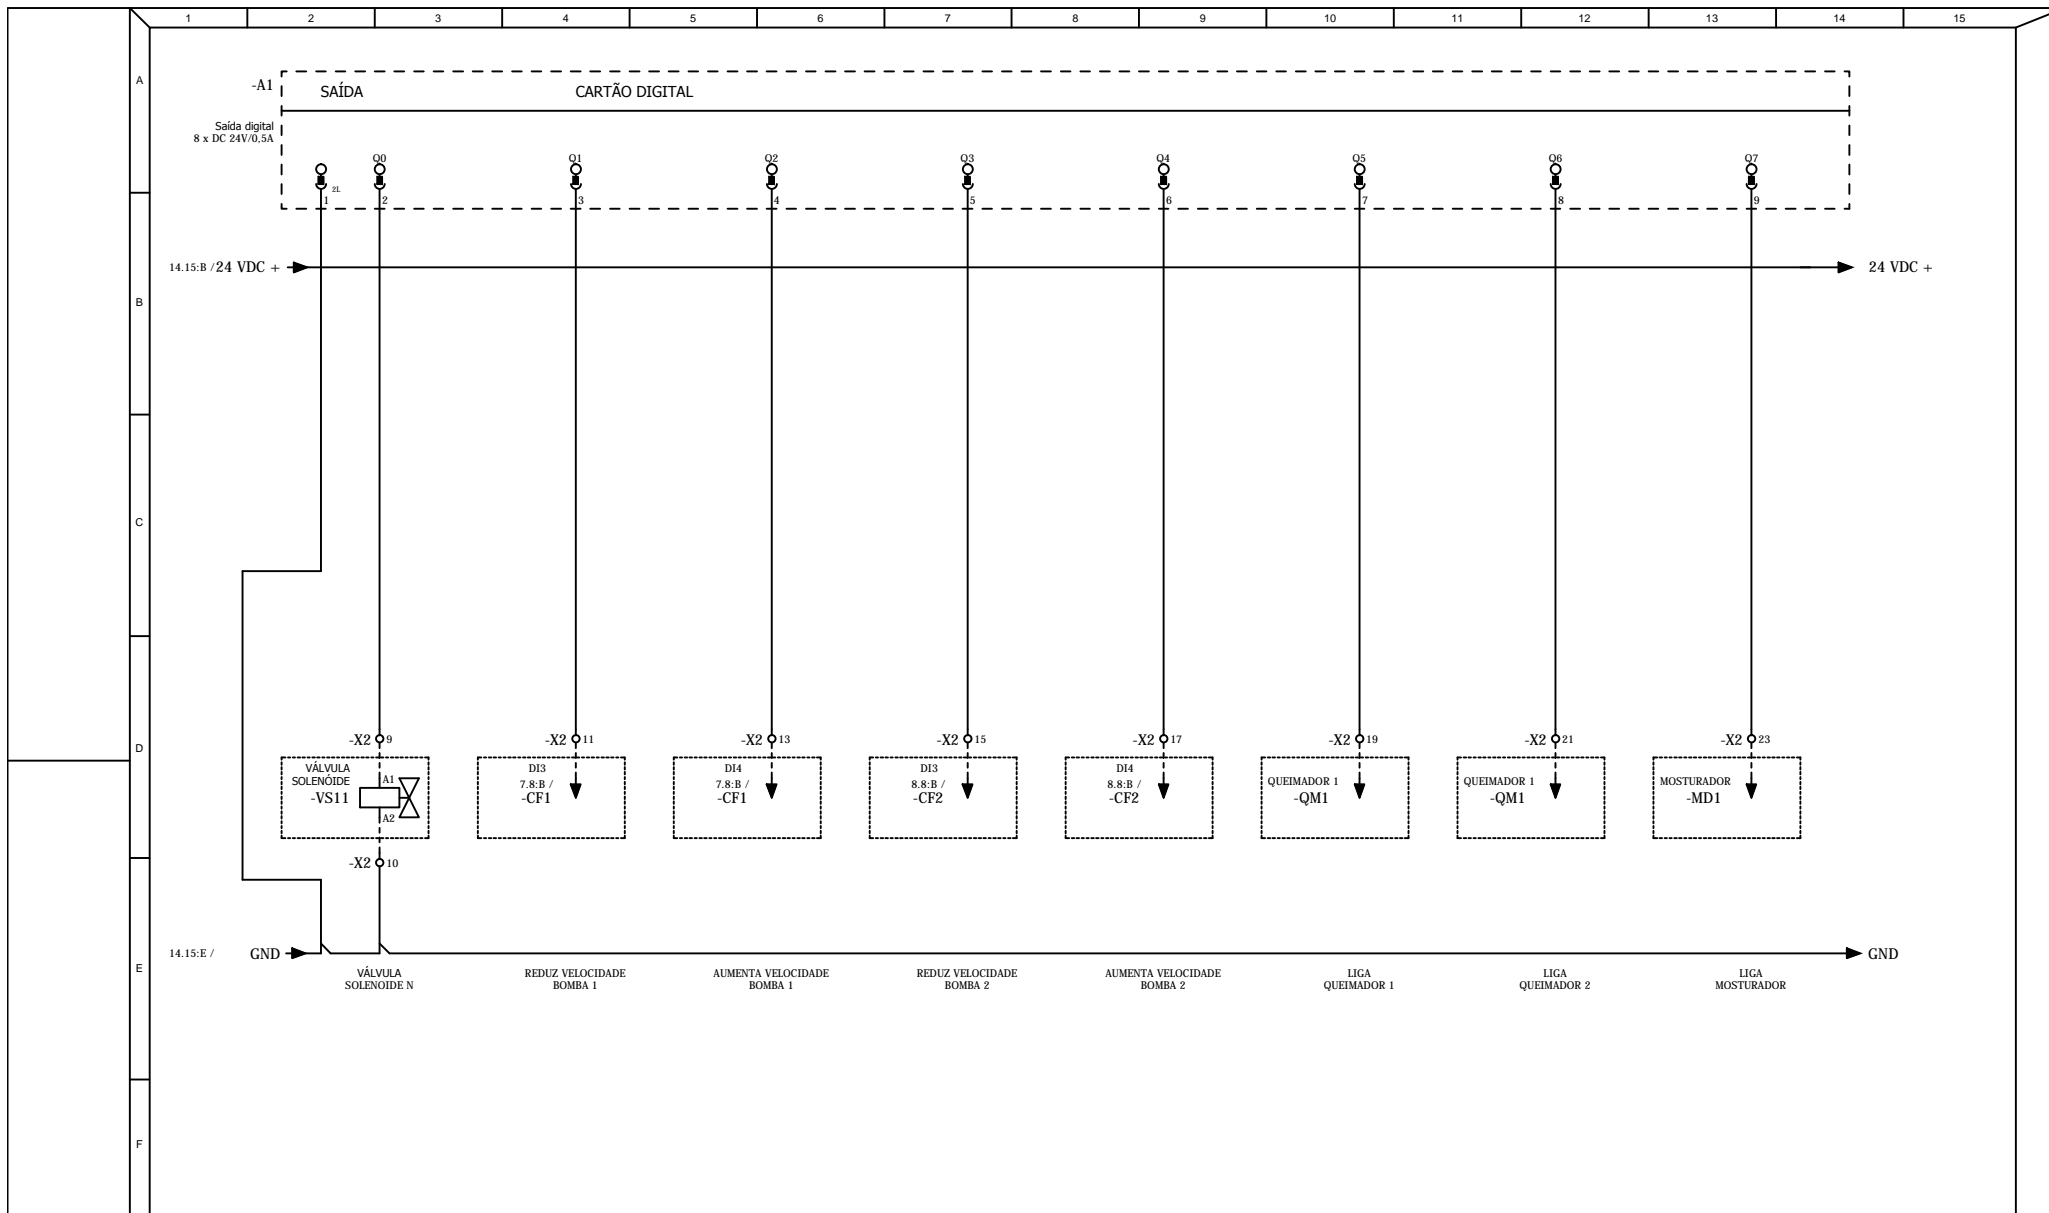 1 2 3 4 5 6 7 8 9 10 11 12 13 14 15
A
-A1 SAÍDA CARTÃO DIGITAL
Saída digital
8 x DC 24V/0,5A
Q0 Q1 Q2 Q3 Q4 Q5 Q6 Q7
2L
1 2 3 4 5 6 7 8 9
14.15:B / 24 VDC + 24 VDC +
B
C
-X2 9 -X2 11 -X2 13 -X2 15 -X2 17 -X2 19 -X2 21 -X2 23
D
VÁLVULA
SOLENÓIDE
-VS11
A1
A2
DI3
7.8:B /
-CF1
DI4
7.8:B /
-CF1
DI3
8.8:B /
-CF2
DI4
8.8:B /
-CF2
QUEIMADOR 1
-QM1
QUEIMADOR 1
-QM1
MOSTURADOR
-MD1
-X2 10
14.15:E / GND GND
E
VÁLVULA
SOLENOIDE N
REDUZ VELOCIDADE
BOMBA 1
AUMENTA VELOCIDADE
BOMBA 1
REDUZ VELOCIDADE
BOMBA 2
AUMENTA VELOCIDADE
BOMBA 2
LIGA
QUEIMADOR 1
LIGA
QUEIMADOR 2
LIGA
MOSTURADOR
F